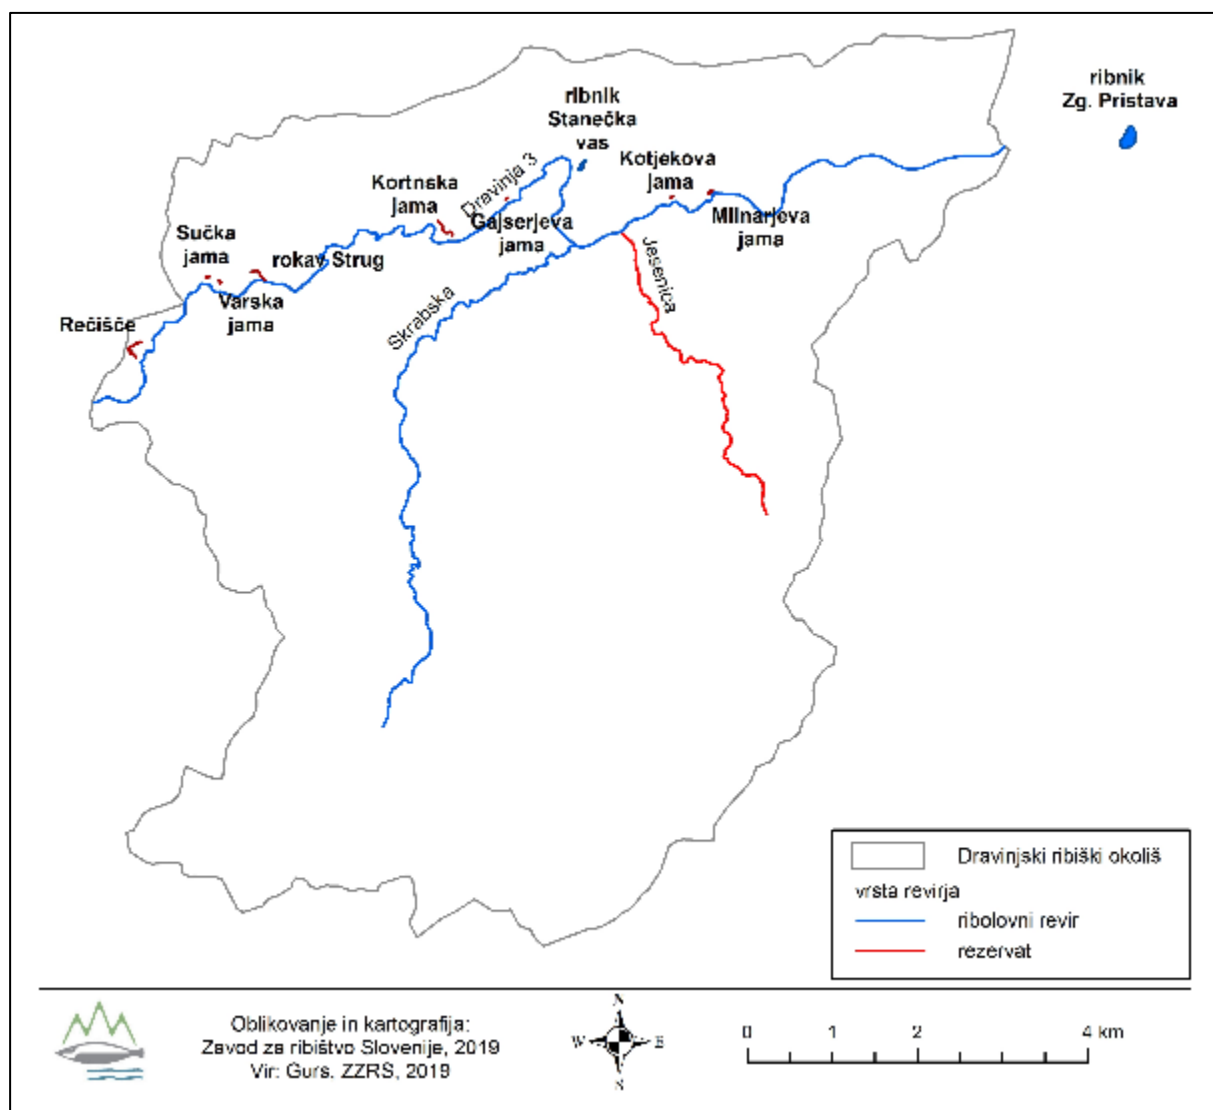 ribnik
Zg. Pristava
ribnik
Stanečka
vas
Kotjekova
jama
Dravinja 3
Kortnska
jama
Gajserjeva
jama
Mlinarjeva
jama
Sučka
jama
rokav Strug
Jesenica
Varska
jama
Skrabska
Rečišče
Dravinjski ribiški okoliš
vrsta revirja
ribolovni revir
rezervat
Oblikovanje in kartografija:
Zavod za ribištvo Slovenije, 2019
Vir: Gurs, ZZRS, 2019
N
W E
S
0 1 2 4 km